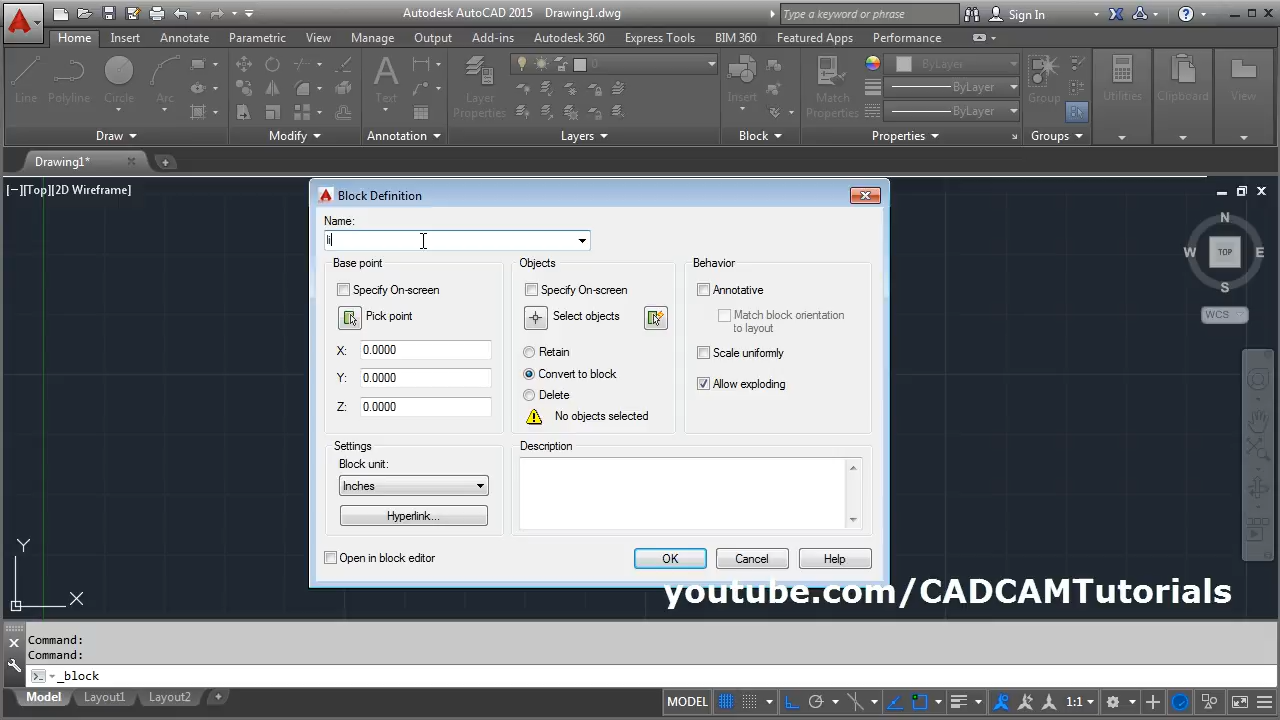 Autodesk AutoCAD 2015 Drawing1.dwg
Type a keyword or phrase
Sign In
Home Insert Annotate Parametric View Manage Output Add-ins Autodesk 360 Express Tools BIM 360 Featured Apps Performance
0
ByLayer
Line Polyline Circle Arc
Text
Layer
Properties
Insert
Match
Properties
ByLayer
ByLayer
Group
Utilities
Clipboard
View
Draw Modify Annotation Layers Block Properties Groups
Drawing1*
[−][Top][2D Wireframe]
Block Definition
Name:
li
Base point
Specify On-screen
Pick point
X: 0.0000
Y: 0.0000
Z: 0.0000
Objects
Specify On-screen
Select objects
Retain
Convert to block
Delete
No objects selected
Behavior
Annotative
Match block orientation
to layout
Scale uniformly
Allow exploding
Settings
Block unit:
Inches
Hyperlink...
Description
Open in block editor
OK Cancel Help
N
W TOP E
S
WCS
Y
X
youtube.com/CADCAMTutorials
Command:
Command:
_block
Model Layout1 Layout2 +
MODEL
1:1